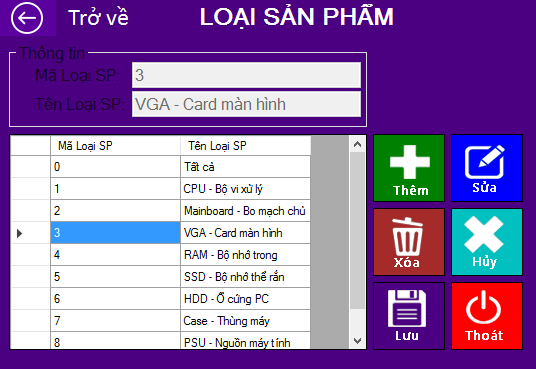 Trở về LOẠI SẢN PHẨM
Thông tin
Mã Loại SP: 3
Tên Loại SP: VGA - Card màn hình
Mã Loại SP Tên Loại SP
0 Tất cả
1 CPU - Bộ vi xử lý
2 Mainboard - Bo mạch chủ
3 VGA - Card màn hình
4 RAM - Bộ nhớ trong
5 SSD - Bộ nhớ thể rắn
6 HDD - Ổ cứng PC
7 Case - Thùng máy
8 PSU - Nguồn máy tính
Thêm Sửa
Xóa Hủy
Lưu Thoát